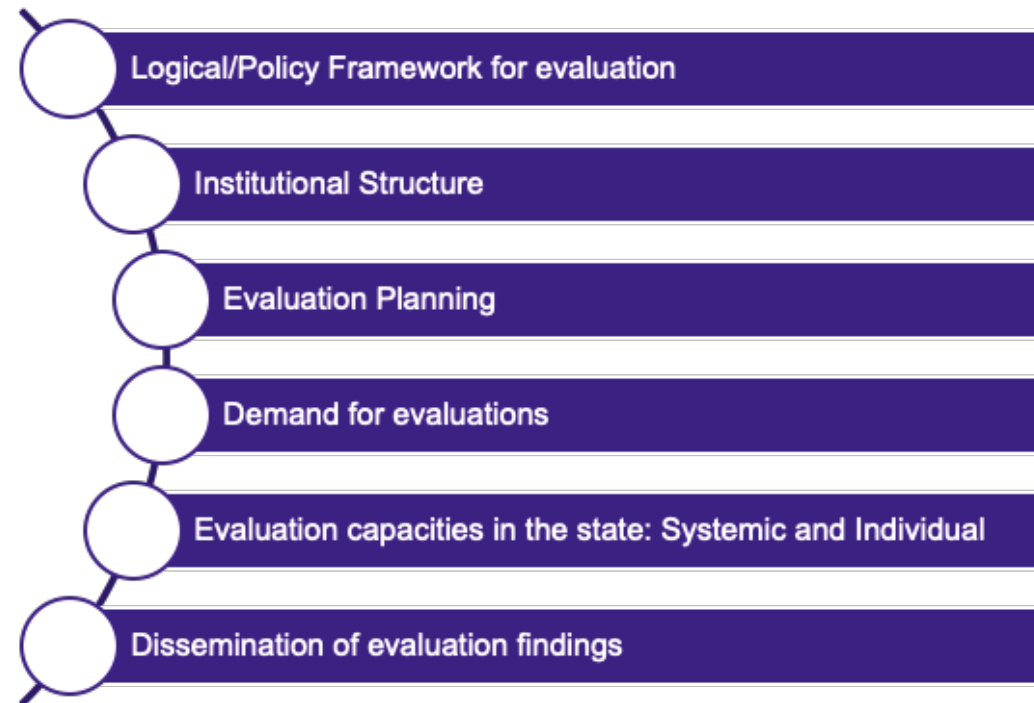 Logical/Policy Framework for evaluation
Institutional Structure
Evaluation Planning
Demand for evaluations
Evaluation capacities in the state: Systemic and Individual
Dissemination of evaluation findings